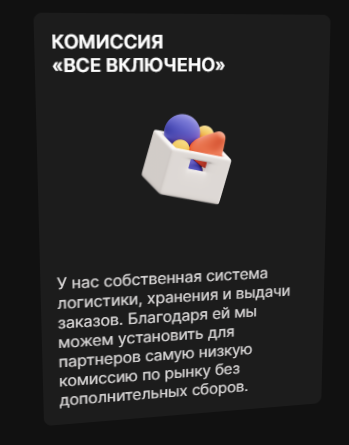 КОМИССИЯ
«ВСЕ ВКЛЮЧЕНО»
У нас собственная система
логистики, хранения и выдачи
заказов. Благодаря ей мы
можем установить для
партнеров самую низкую
комиссию по рынку без
дополнительных сборов.